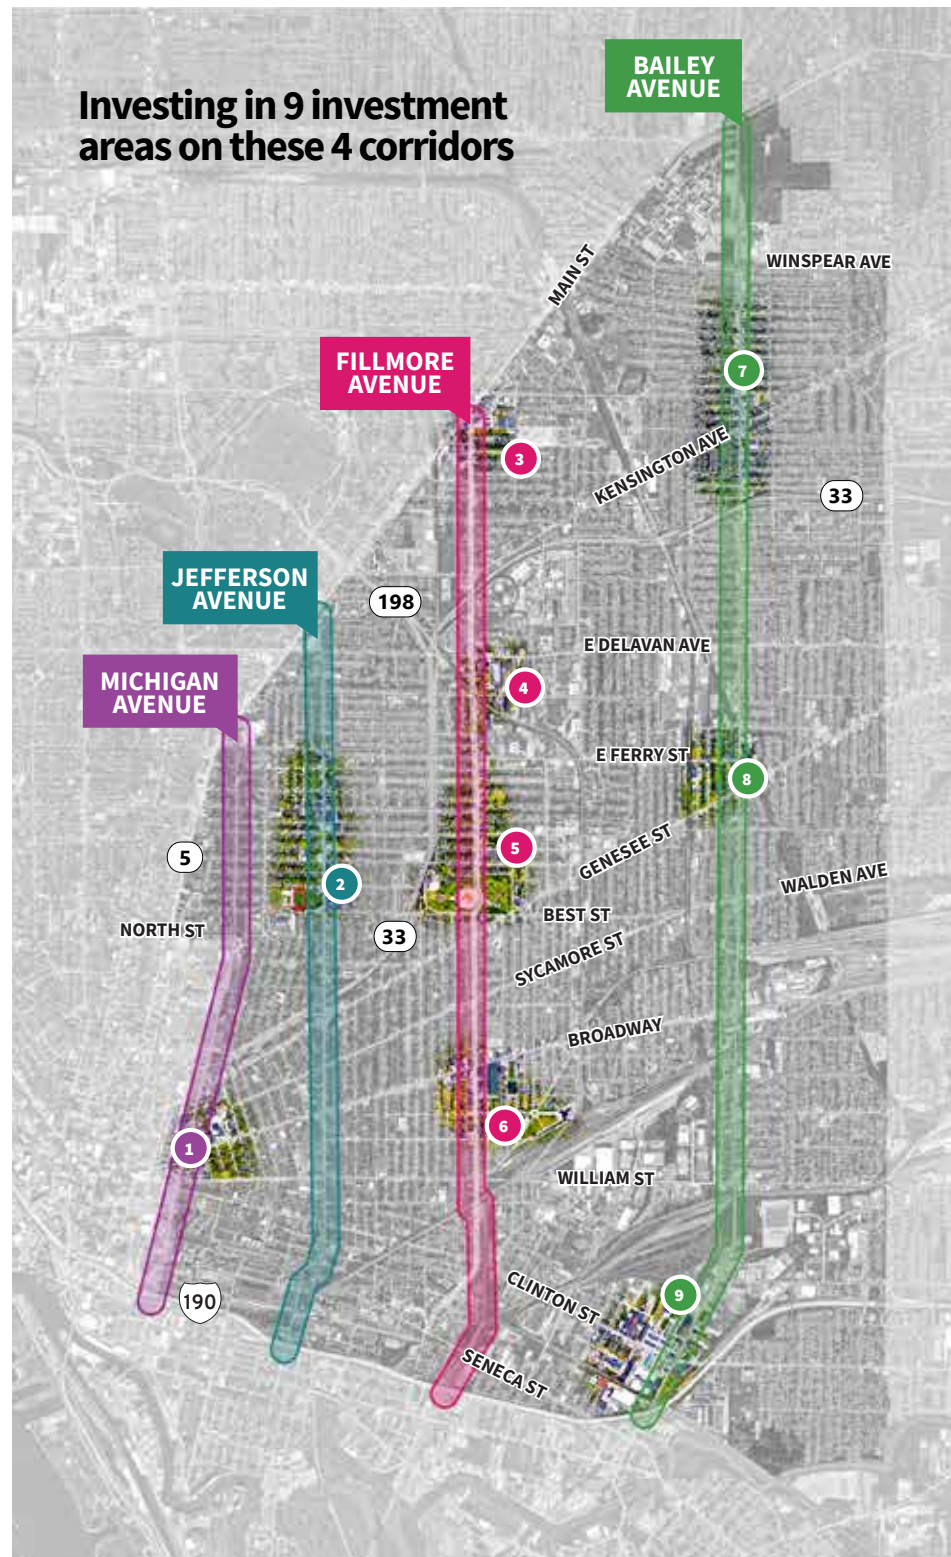 Investing in 9 investment
areas on these 4 corridors
BAILEY
AVENUE
MAIN ST
WINSPEAR AVE
FILLMORE
AVENUE
7
3
KENSINGTON AVE
33
JEFFERSON
AVENUE
198
E DELAVAN AVE
MICHIGAN
AVENUE
4
E FERRY ST
8
5
GENESEE ST
5
2
WALDEN AVE
BEST ST
NORTH ST
33
SYCAMORE ST
BROADWAY
6
1
WILLIAM ST
CLINTON ST
9
190
SENECA ST